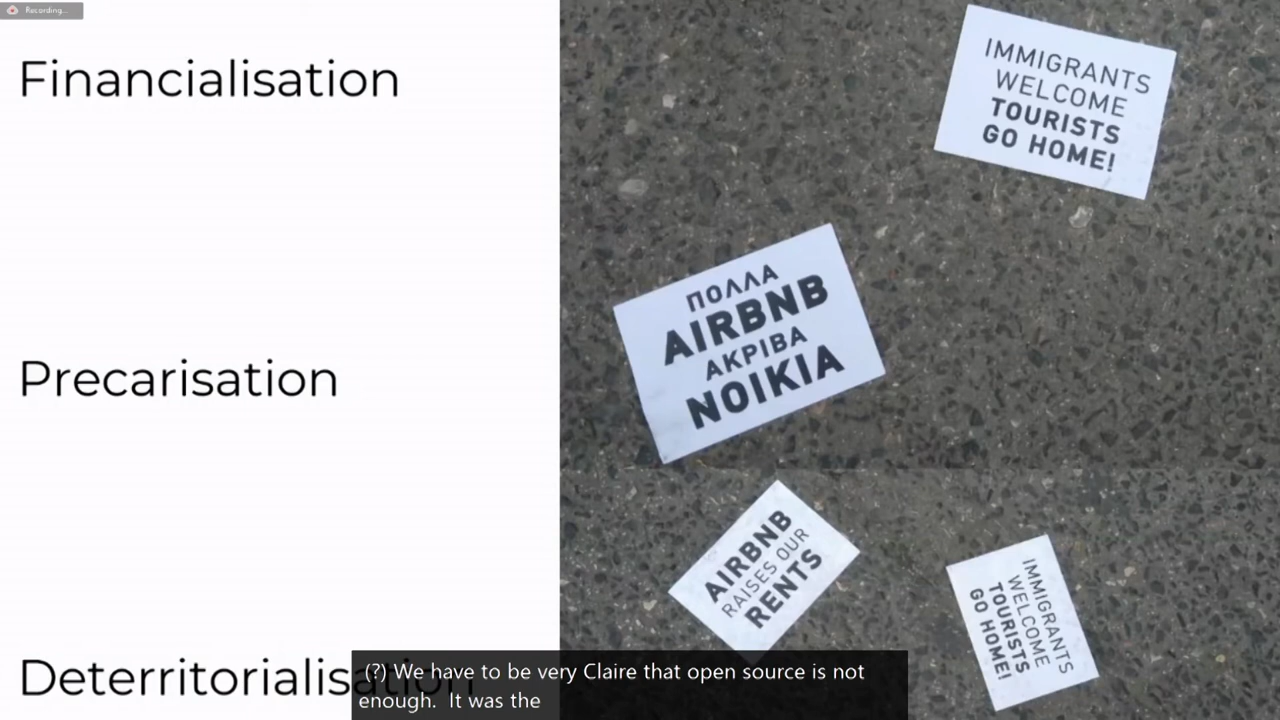 Recording...
Financialisation
Precarisation
Deterritorialisation
IMMIGRANTS
WELCOME
TOURISTS
GO HOME!
ΠΟΛΛΑ
AIRBNB
ΑΚΡΙΒΑ
ΝΟΙΚΙΑ
AIRBNB
RAISES OUR
RENTS
IMMIGRANTS
WELCOME
TOURISTS
GO HOME!
(?) We have to be very Claire that open source is not
enough. It was the